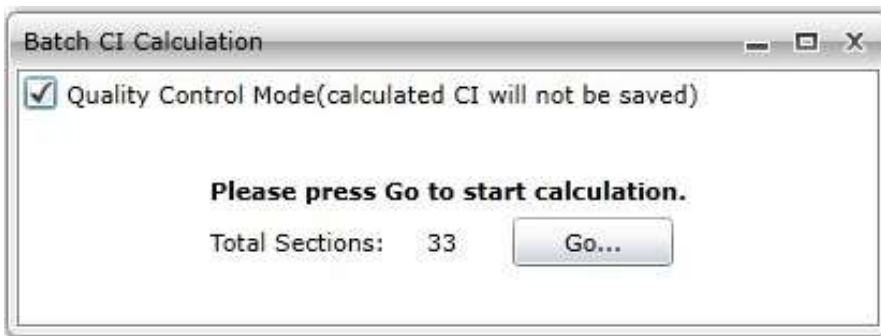 Batch CI Calculation
Quality Control Mode(calculated CI will not be saved)
Please press Go to start calculation.
Total Sections: 33 Go...